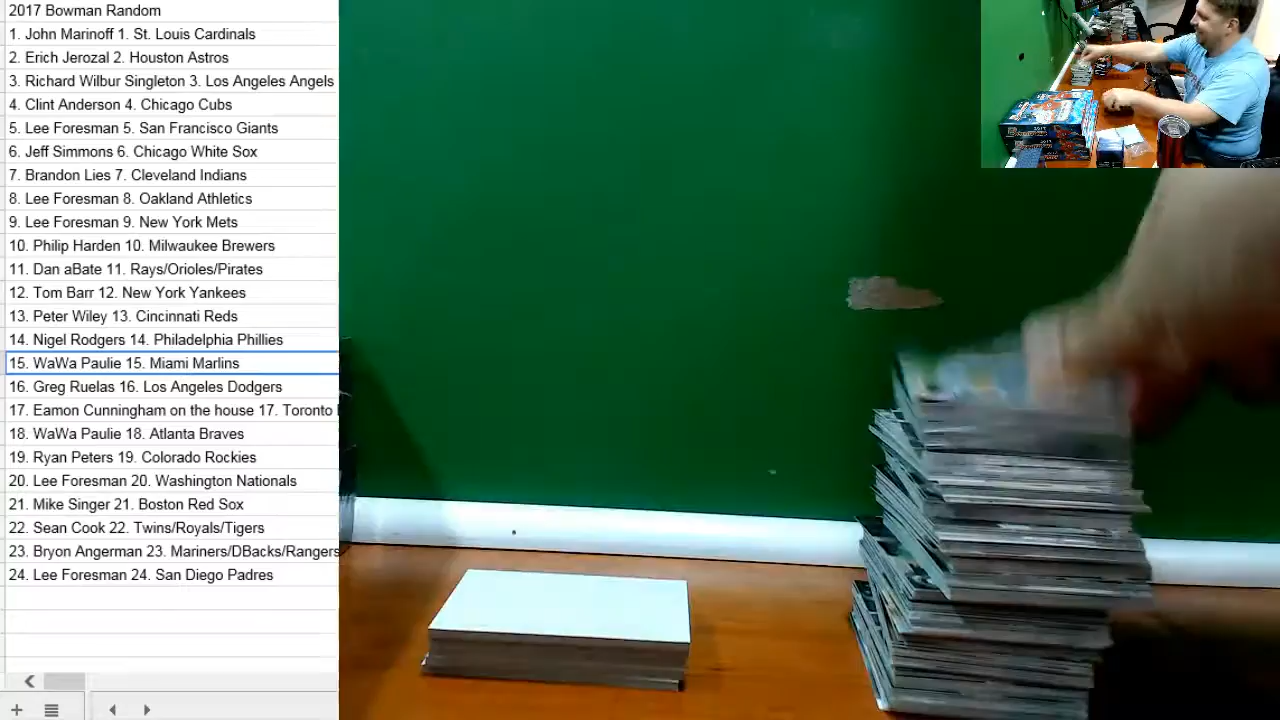 2017 Bowman Random
1. John Marinoff 1. St. Louis Cardinals
2. Erich Jerozal 2. Houston Astros
3. Richard Wilbur Singleton 3. Los Angeles Angels
4. Clint Anderson 4. Chicago Cubs
5. Lee Foresman 5. San Francisco Giants
6. Jeff Simmons 6. Chicago White Sox
7. Brandon Lies 7. Cleveland Indians
8. Lee Foresman 8. Oakland Athletics
9. Lee Foresman 9. New York Mets
10. Philip Harden 10. Milwaukee Brewers
11. Dan aBate 11. Rays/Orioles/Pirates
12. Tom Barr 12. New York Yankees
13. Peter Wiley 13. Cincinnati Reds
14. Nigel Rodgers 14. Philadelphia Phillies
15. WaWa Paulie 15. Miami Marlins
16. Greg Ruelas 16. Los Angeles Dodgers
17. Eamon Cunningham on the house 17. Toronto
18. WaWa Paulie 18. Atlanta Braves
19. Ryan Peters 19. Colorado Rockies
20. Lee Foresman 20. Washington Nationals
21. Mike Singer 21. Boston Red Sox
22. Sean Cook 22. Twins/Royals/Tigers
23. Bryon Angerman 23. Mariners/DBacks/Rangers
24. Lee Foresman 24. San Diego Padres